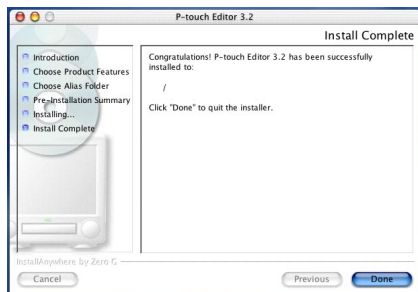 P-touch Editor 3.2
Install Complete
Introduction
Choose Product Features
Choose Alias Folder
Pre-Installation Summary
Installing...
Install Complete
Congratulations! P-touch Editor 3.2 has been successfully
installed to:
/
Click "Done" to quit the installer.
InstallAnywhere by Zero G
Cancel
Previous
Done